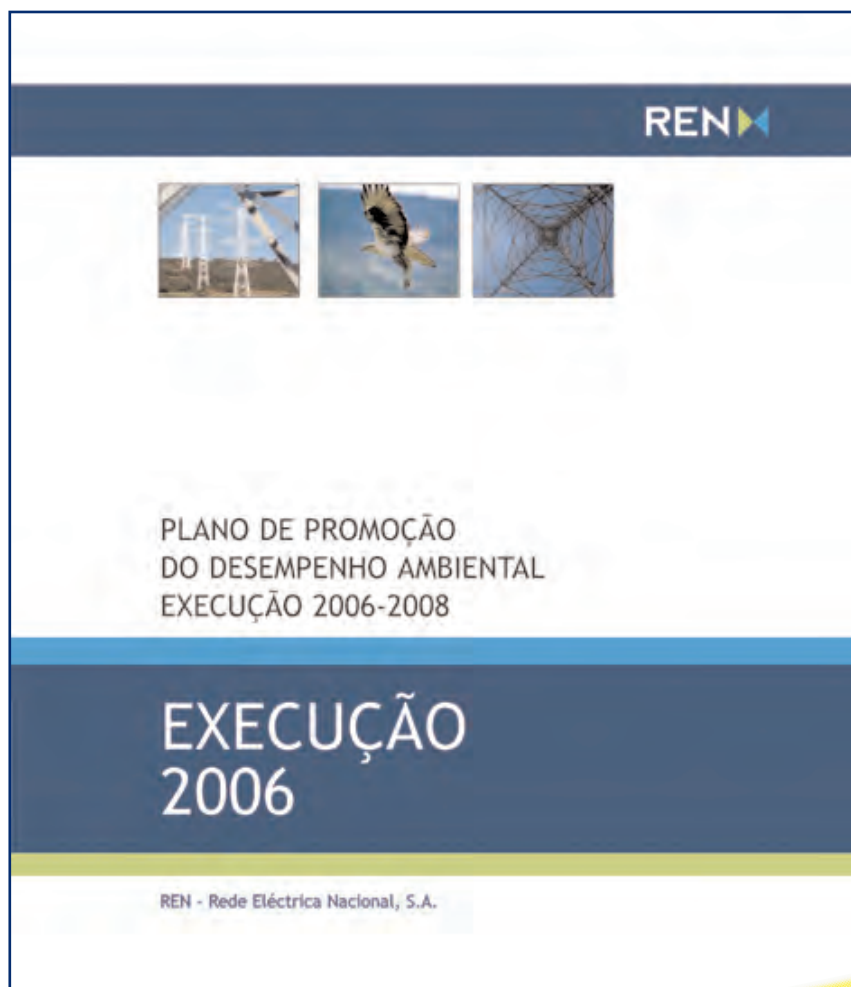 REN
PLANO DE PROMOÇÃO
DO DESEMPENHO AMBIENTAL
EXECUÇÃO 2006-2008
EXECUÇÃO
2006
REN - Rede Eléctrica Nacional, S.A.